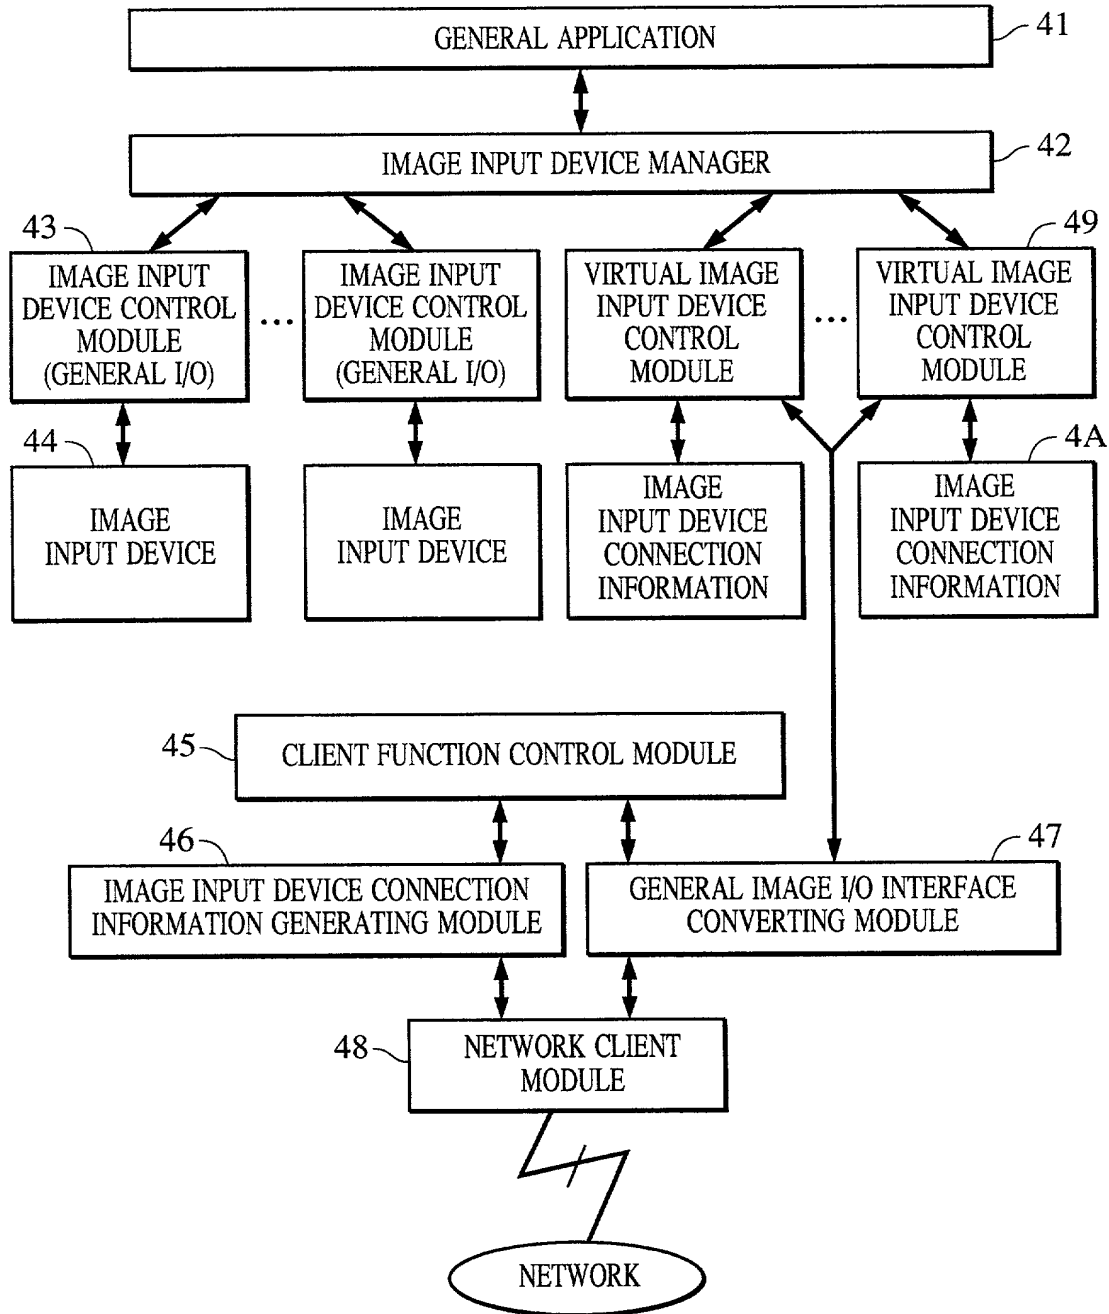 GENERAL APPLICATION
41
IMAGE INPUT DEVICE MANAGER
42
43
IMAGE INPUT
DEVICE CONTROL
MODULE
(GENERAL I/O)
...
IMAGE INPUT
DEVICE CONTROL
MODULE
(GENERAL I/O)
VIRTUAL IMAGE
INPUT DEVICE
CONTROL
MODULE
...
49
VIRTUAL IMAGE
INPUT DEVICE
CONTROL
MODULE
44
IMAGE
INPUT DEVICE
IMAGE
INPUT DEVICE
IMAGE
INPUT DEVICE
CONNECTION
INFORMATION
4A
IMAGE
INPUT DEVICE
CONNECTION
INFORMATION
45
CLIENT FUNCTION CONTROL MODULE
46
IMAGE INPUT DEVICE CONNECTION
INFORMATION GENERATING MODULE
47
GENERAL IMAGE I/O INTERFACE
CONVERTING MODULE
48
NETWORK CLIENT
MODULE
NETWORK